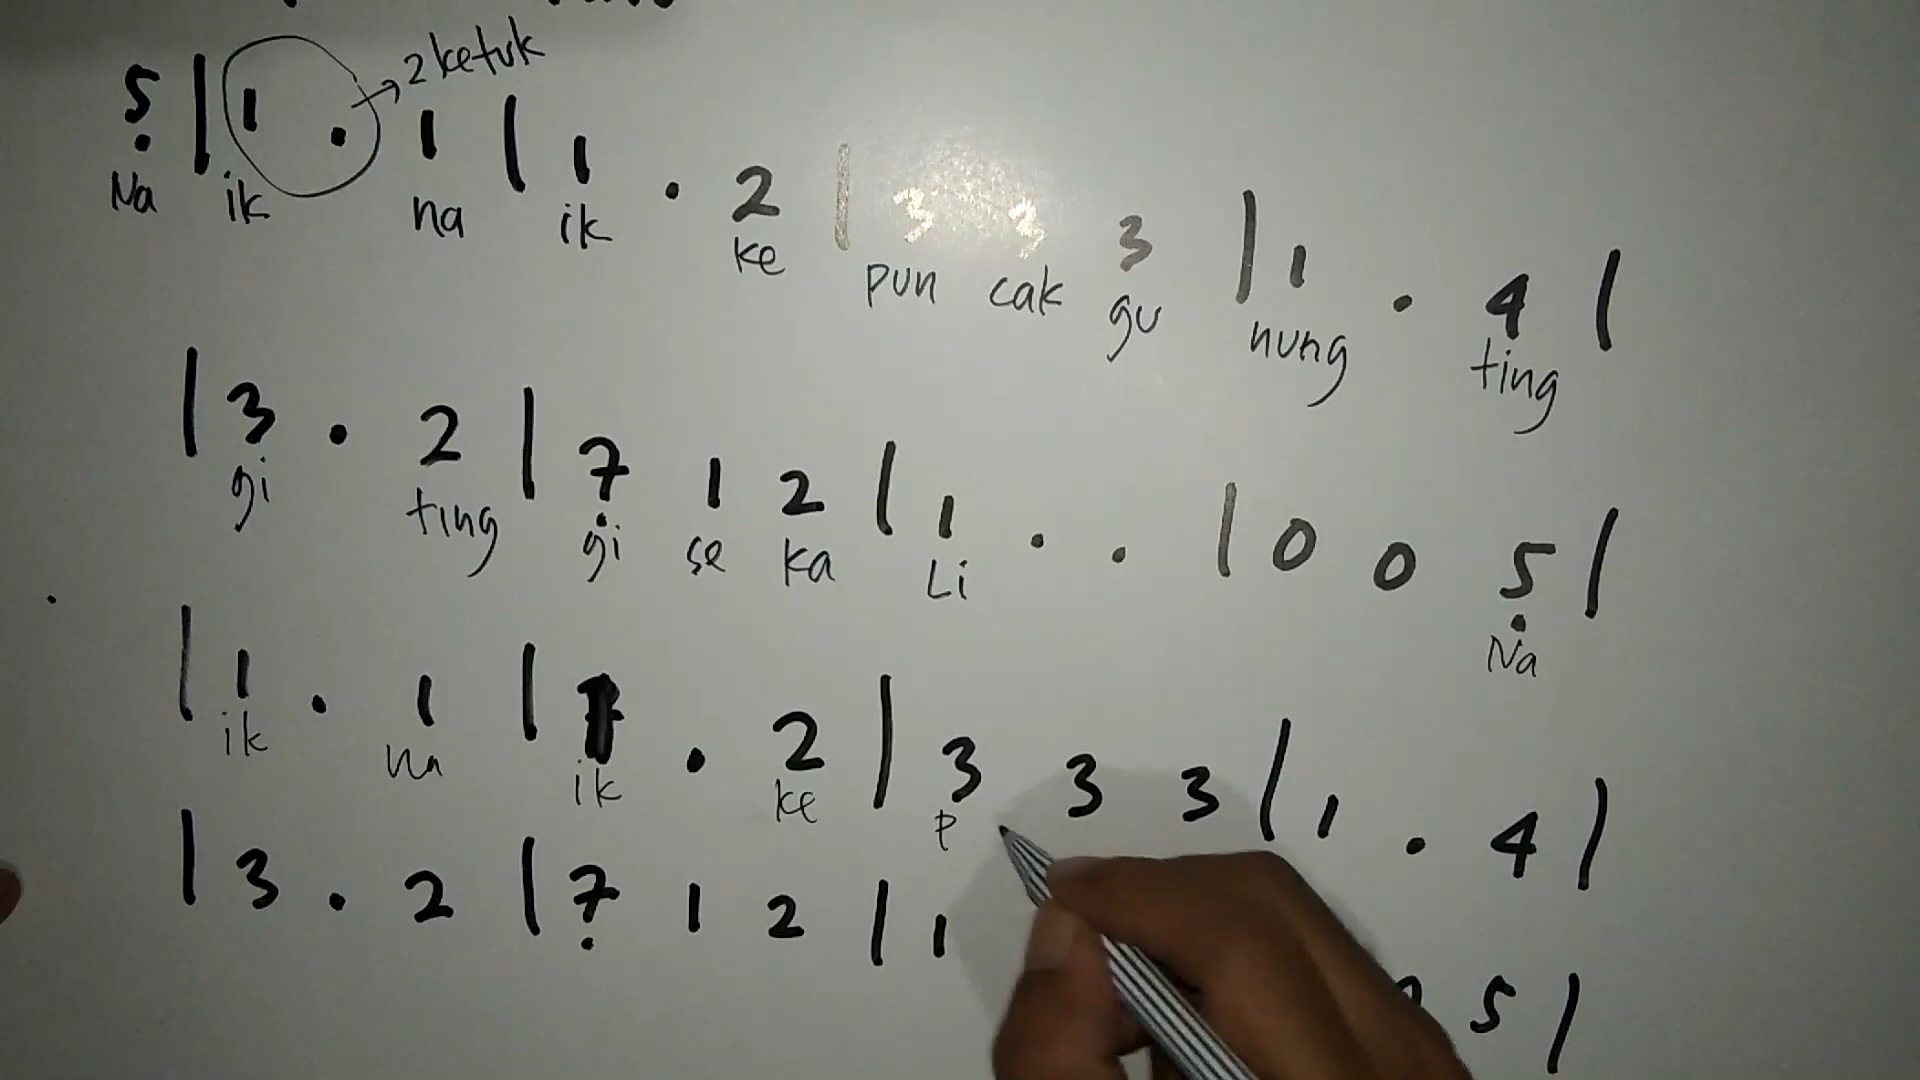 2 ketuk
5̣ | 1 . 1 | 1 . 2 | 3 3 3 | 1 . 4 |
Na ik na ik ke pun cak gu nung ting
| 3 . 2 | 7̣ 1 2 | 1 . . | 0 0 5̣ |
gi ting gi se ka Li Na
| 1 . 1 | 1 . 2 | 3 3 3 | 1 . 4 |
ik na ik ke P
| 3 . 2 | 7̣ 1 2 | 1 5 |